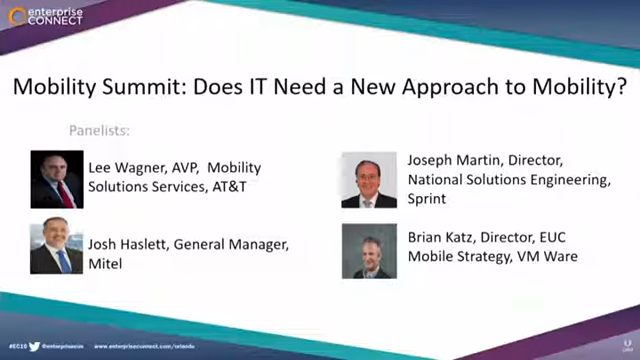 enterprise
CONNECT
Mobility Summit: Does IT Need a New Approach to Mobility?
Panelists:
Lee Wagner, AVP, Mobility
Solutions Services, AT&T
Joseph Martin, Director,
National Solutions Engineering,
Sprint
Josh Haslett, General Manager,
Mitel
Brian Katz, Director, EUC
Mobile Strategy, VM Ware
#EC16 @enterprisecon www.enterpriseconnect.com/orlando